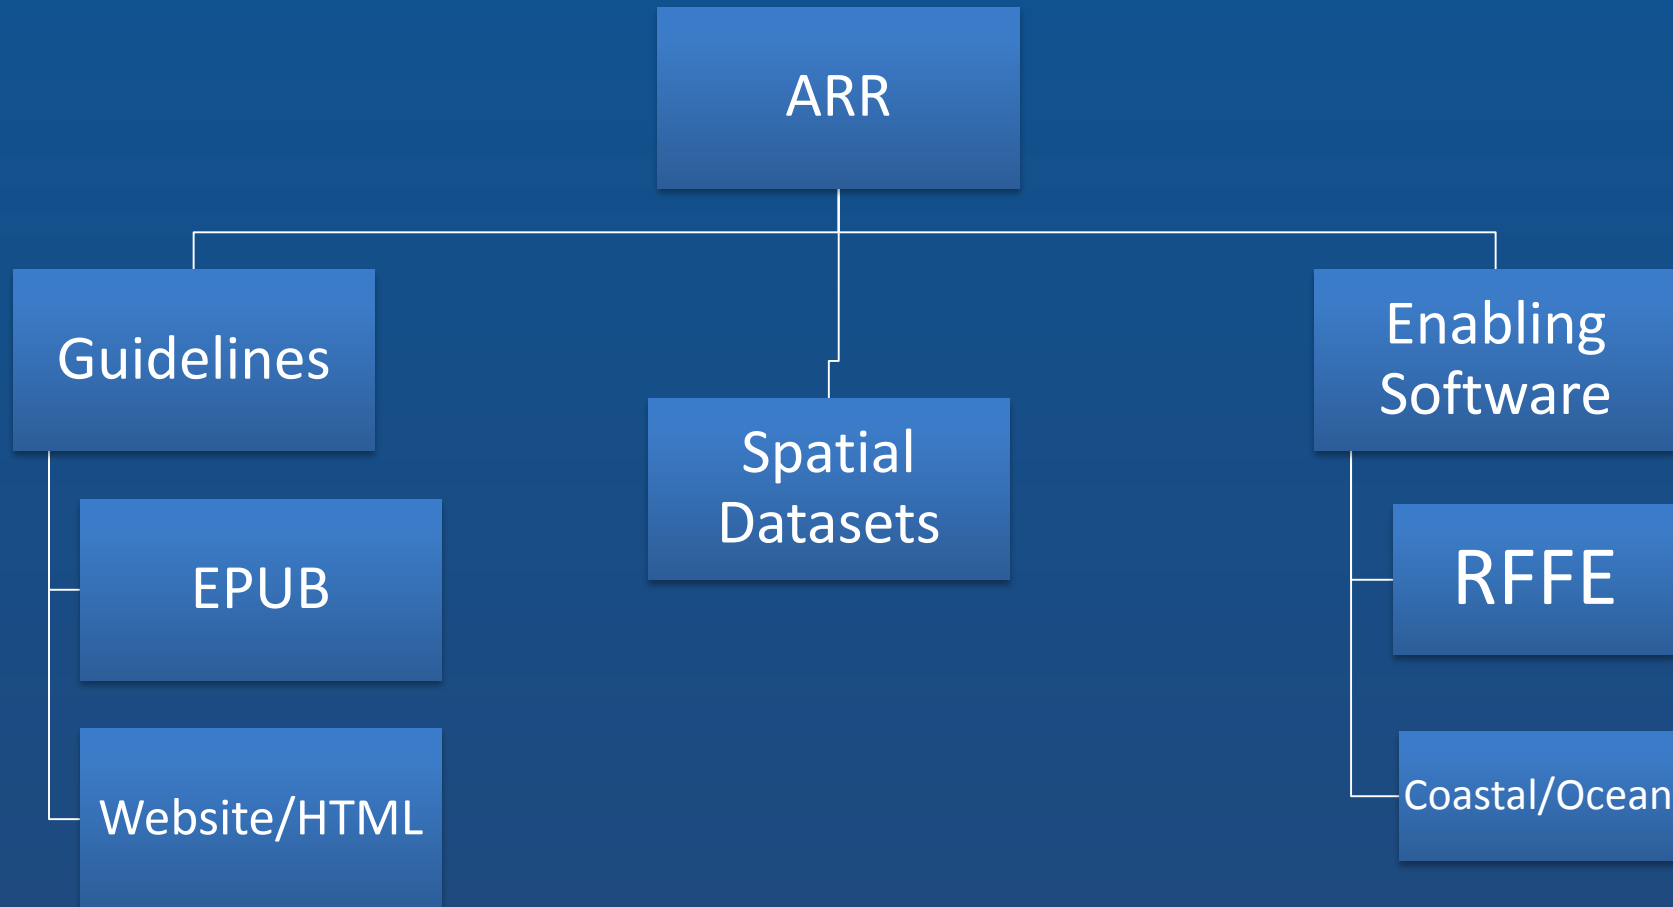 ARR
Guidelines
Spatial
Datasets
Enabling
Software
EPUB
RFFE
Website/HTML
Coastal/Ocean